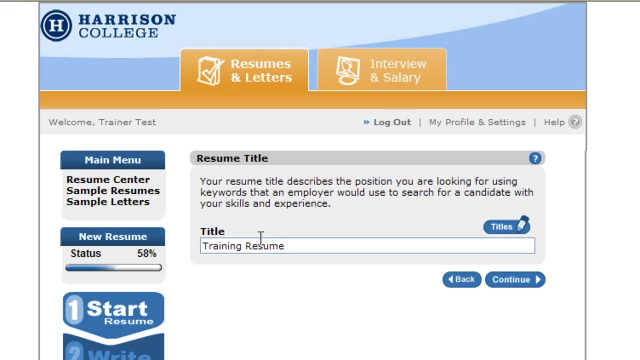 HARRISON
COLLEGE
Resumes
& Letters
Interview
& Salary
Welcome, Trainer Test
» Log Out | My Profile & Settings | Help ?
Main Menu
Resume Center
Sample Resumes
Sample Letters
New Resume
Status 58%
1 Start
Resume
2 Write
Resume Title ?
Your resume title describes the position you are looking for using
keywords that an employer would use to search for a candidate with
your skills and experience.
Titles
Title
Training Resume
Back Continue